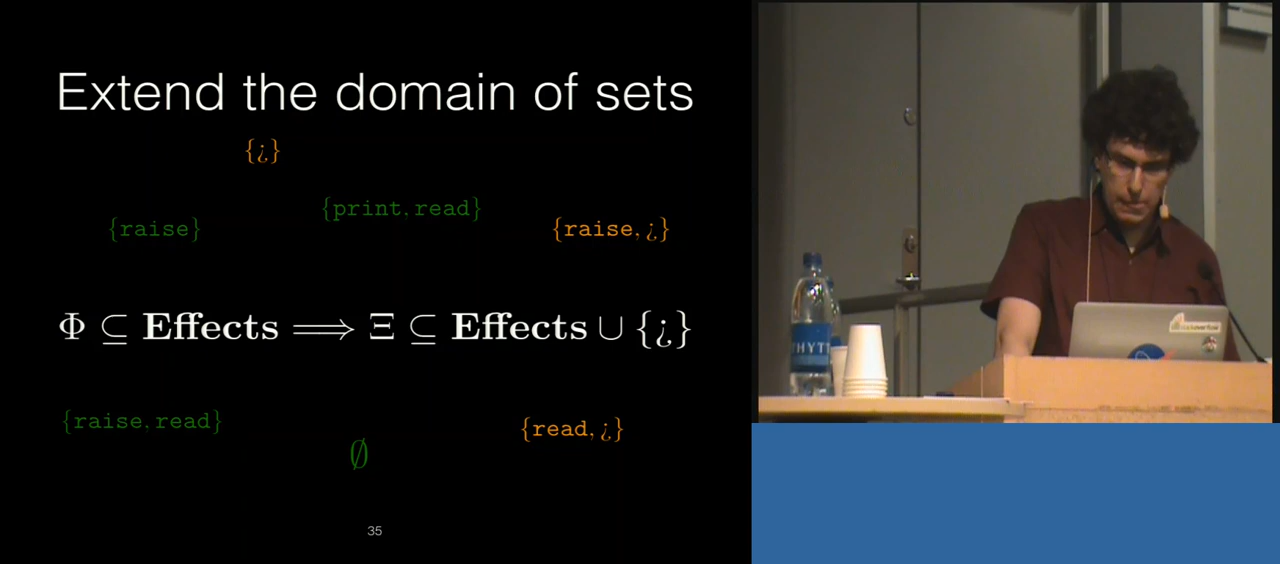 Extend the domain of sets
{¿}
{print, read}
{raise}
{raise, ¿}
Φ ⊆ Effects ⟹ Ξ ⊆ Effects ∪ {¿}
{raise, read}
{read, ¿}
∅
35